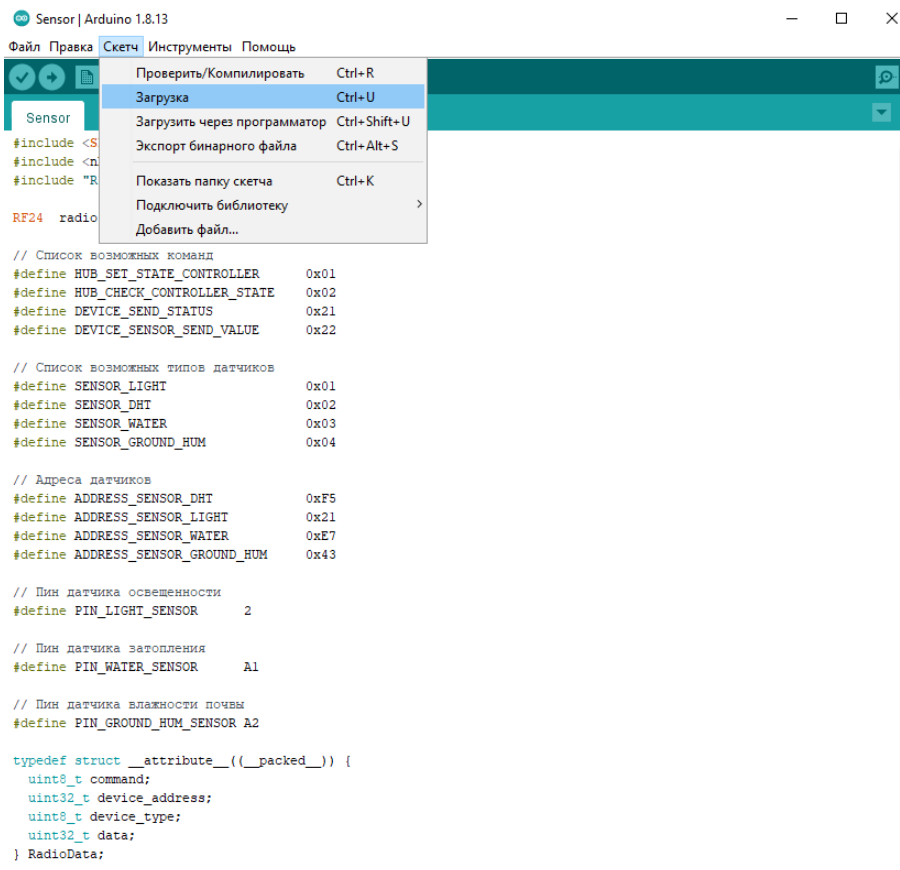 Sensor | Arduino 1.8.13
Файл Правка Скетч Инструменты Помощь
Проверить/Компилировать Ctrl+R
Загрузка Ctrl+U
Загрузить через программатор Ctrl+Shift+U
Экспорт бинарного файла Ctrl+Alt+S
Показать папку скетча Ctrl+K
Подключить библиотеку
Добавить файл...
Sensor
#include <S
#include <n
#include "R
RF24 radio
// Список возможных команд
#define HUB_SET_STATE_CONTROLLER 0x01
#define HUB_CHECK_CONTROLLER_STATE 0x02
#define DEVICE_SEND_STATUS 0x21
#define DEVICE_SENSOR_SEND_VALUE 0x22
// Список возможных типов датчиков
#define SENSOR_LIGHT 0x01
#define SENSOR_DHT 0x02
#define SENSOR_WATER 0x03
#define SENSOR_GROUND_HUM 0x04
// Адреса датчиков
#define ADDRESS_SENSOR_DHT 0xF5
#define ADDRESS_SENSOR_LIGHT 0x21
#define ADDRESS_SENSOR_WATER 0xE7
#define ADDRESS_SENSOR_GROUND_HUM 0x43
// Пин датчика освещенности
#define PIN_LIGHT_SENSOR 2
// Пин датчика затопления
#define PIN_WATER_SENSOR A1
// Пин датчика влажности почвы
#define PIN_GROUND_HUM_SENSOR A2
typedef struct __attribute__((__packed__)) {
uint8_t command;
uint32_t device_address;
uint8_t device_type;
uint32_t data;
} RadioData;